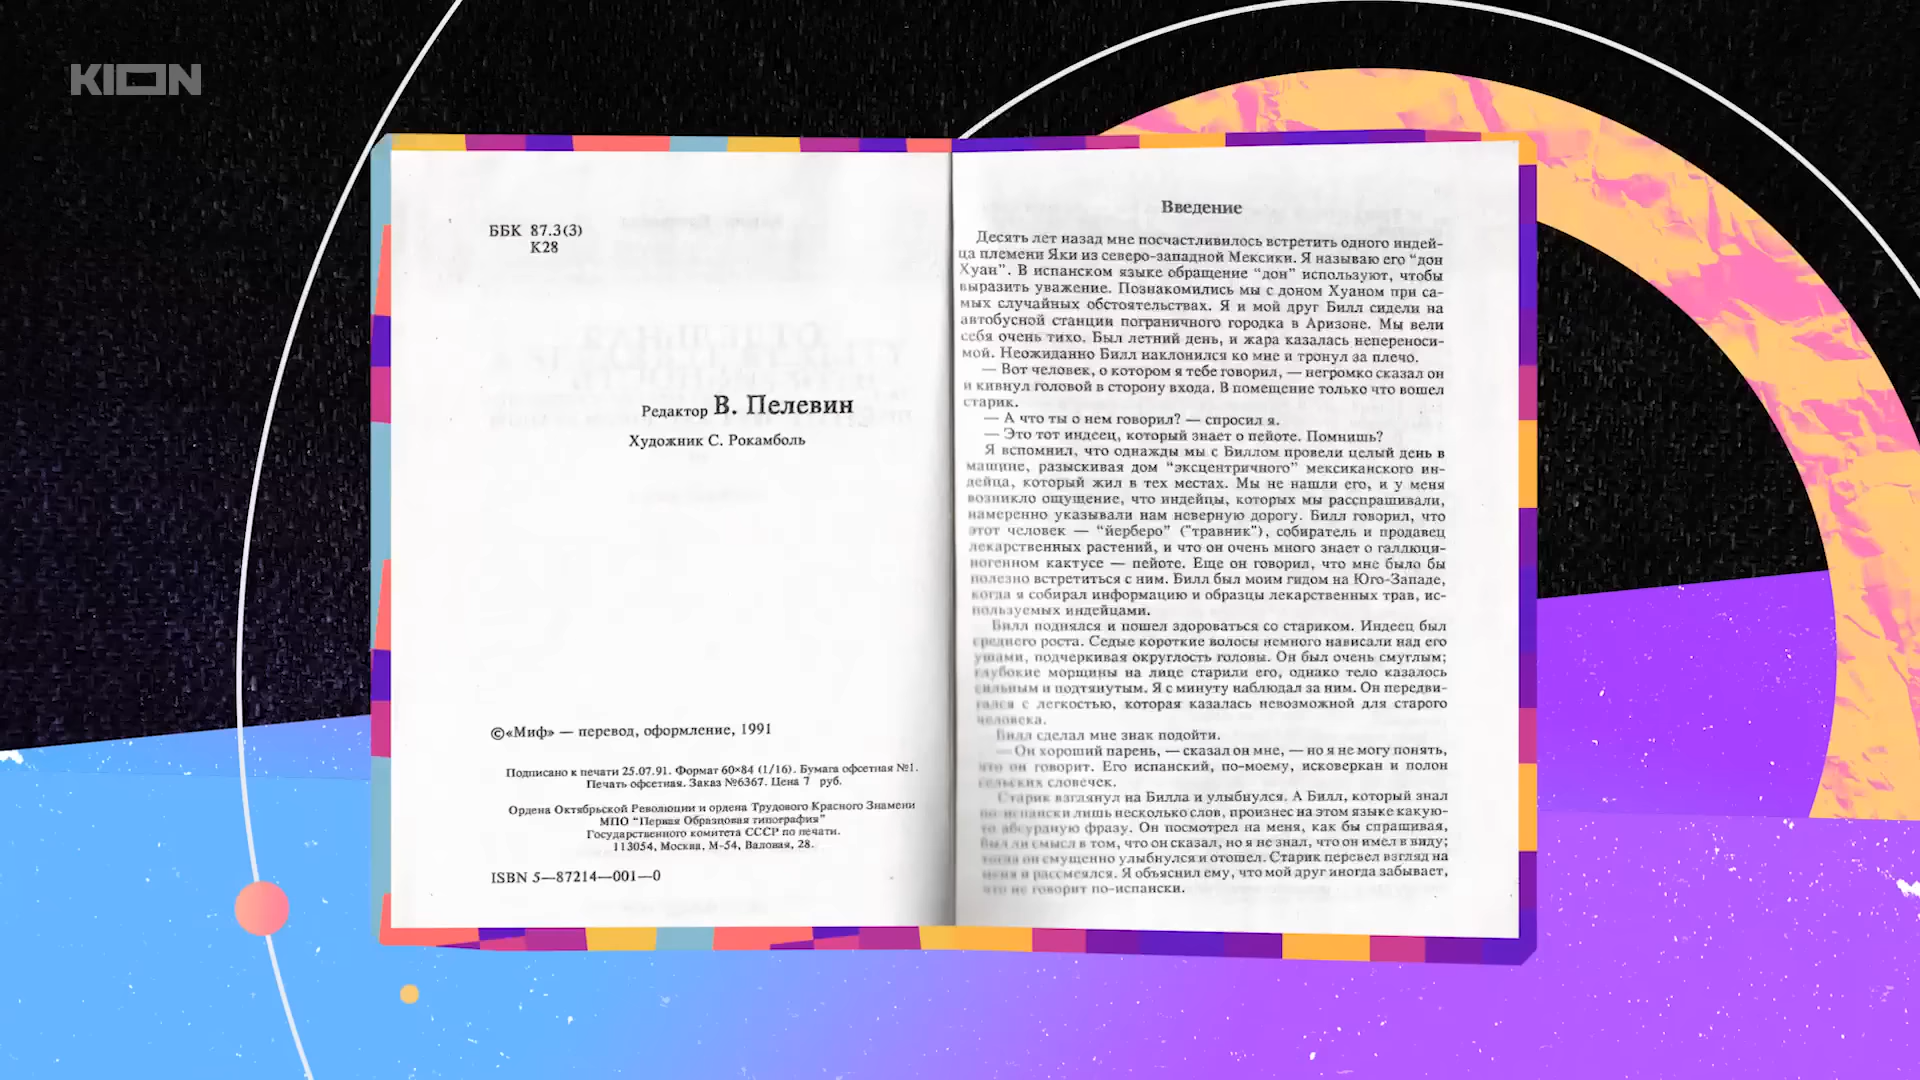 KION
ББК 87.3(3)
К28
Редактор В. Пелевин
Художник С. Рокамболь
©«Миф» — перевод, оформление, 1991
Подписано к печати 25.07.91. Формат 60×84 (1/16). Бумага офсетная №1.
Печать офсетная. Заказ №6367. Цена 7 руб.
Ордена Октябрьской Революции и ордена Трудового Красного Знамени
МПО "Первая Образцовая типография"
Государственного комитета СССР по печати.
113054, Москва, М-54, Валовая, 28.
ISBN 5—87214—001—0
Введение
Десять лет назад мне посчастливилось встретить одного индей-
ца племени Яки из северо-западной Мексики. Я называю его "дон
Хуан". В испанском языке обращение "дон" используют, чтобы
выразить уважение. Познакомились мы с доном Хуаном при са-
мых случайных обстоятельствах. Я и мой друг Билл сидели на
автобусной станции пограничного городка в Аризоне. Мы вели
себя очень тихо. Был летний день, и жара казалась непереноси-
мой. Неожиданно Билл наклонился ко мне и тронул за плечо.
— Вот человек, о котором я тебе говорил, — негромко сказал он
и кивнул головой в сторону входа. В помещение только что вошел
старик.
— А что ты о нем говорил? — спросил я.
— Это тот индеец, который знает о пейоте. Помнишь?
Я вспомнил, что однажды мы с Биллом провели целый день в
машине, разыскивая дом "эксцентричного" мексиканского ин-
дейца, который жил в тех местах. Мы не нашли его, и у меня
возникло ощущение, что индейцы, которых мы расспрашивали,
намеренно указывали нам неверную дорогу. Билл говорил, что
этот человек — "йерберо" ("травник"), собиратель и продавец
лекарственных растений, и что он очень много знает о галлюци-
ногенном кактусе — пейоте. Еще он говорил, что мне было бы
полезно встретиться с ним. Билл был моим гидом на Юго-Западе,
когда я собирал информацию и образцы лекарственных трав, ис-
пользуемых индейцами.
Билл поднялся и пошел здороваться со стариком. Индеец был
среднего роста. Седые короткие волосы немного нависали над его
ушами, подчеркивая округлость головы. Он был очень смуглым;
глубокие морщины на лице старили его, однако тело казалось
сильным и подтянутым. Я с минуту наблюдал за ним. Он передви-
гался с легкостью, которая казалась невозможной для старого
человека.
Билл сделал мне знак подойти.
— Он хороший парень, — сказал он мне, — но я не могу понять,
что он говорит. Его испанский, по-моему, исковеркан и полон
сельских словечек.
Старик взглянул на Билла и улыбнулся. А Билл, который знал
по-испански лишь несколько слов, произнес на этом языке какую-
то абсурдную фразу. Он посмотрел на меня, как бы спрашивая,
был ли смысл в том, что он сказал, но я не знал, что он имел в виду;
тогда он смущенно улыбнулся и отошел. Старик перевел взгляд на
меня и рассмеялся. Я объяснил ему, что мой друг иногда забывает,
что не говорит по-испански.